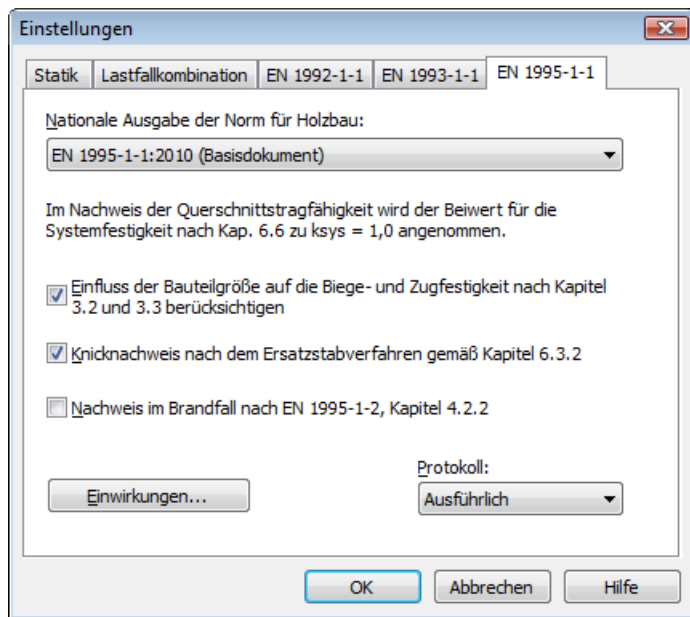 Einstellungen
Statik Lastfallkombination EN 1992-1-1 EN 1993-1-1 EN 1995-1-1
Nationale Ausgabe der Norm für Holzbau:
EN 1995-1-1:2010 (Basisdokument)
Im Nachweis der Querschnittstragfähigkeit wird der Beiwert für die
Systemfestigkeit nach Kap. 6.6 zu ksys = 1,0 angenommen.
Einfluss der Bauteilgröße auf die Biege- und Zugfestigkeit nach Kapitel
3.2 und 3.3 berücksichtigen
Knicknachweis nach dem Ersatzstabverfahren gemäß Kapitel 6.3.2
Nachweis im Brandfall nach EN 1995-1-2, Kapitel 4.2.2
Protokoll:
Einwirkungen... Ausführlich
OK Abbrechen Hilfe